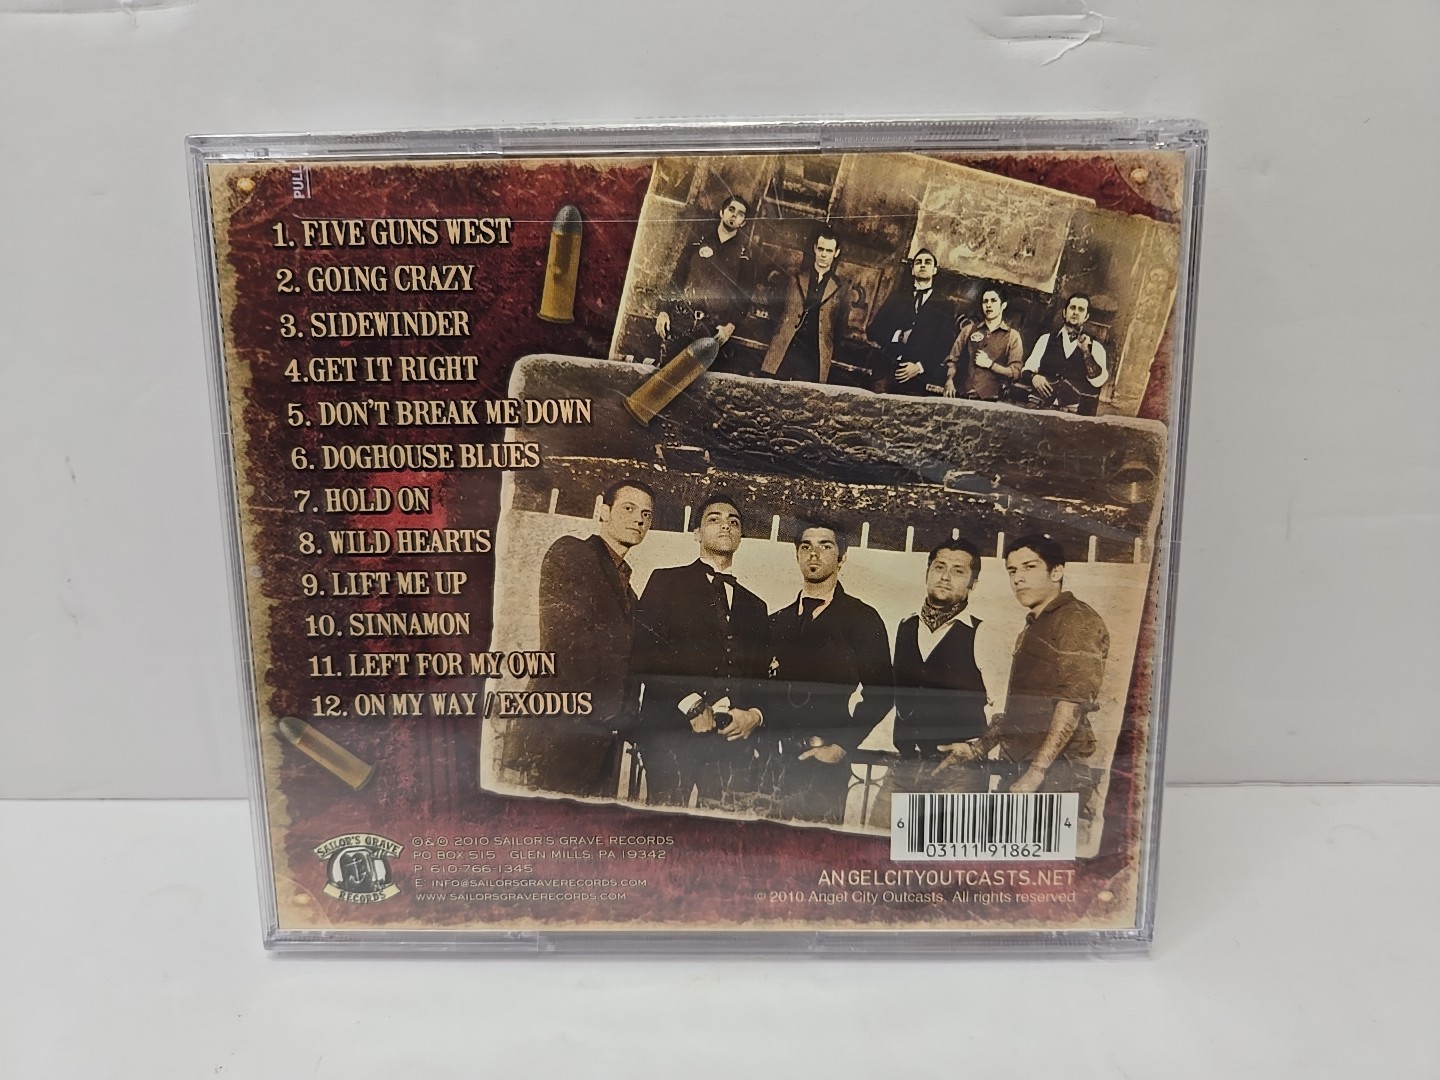 PULL
1. FIVE GUNS WEST
2. GOING CRAZY
3. SIDEWINDER
4.GET IT RIGHT
5. DON'T BREAK ME DOWN
6. DOGHOUSE BLUES
7. HOLD ON
8. WILD HEARTS
9. LIFT ME UP
10. SINNAMON
11. LEFT FOR MY OWN
12. ON MY WAY / EXODUS
SAILOR'S GRAVE
RECORDS
©&℗ 2010 SAILOR'S GRAVE RECORDS
PO BOX 515 GLEN MILLS, PA 19342
P: 610-766-1345
E: INFO@SAILORSGRAVERECORDS.COM
WWW.SAILORSGRAVERECORDS.COM
6 03111 91862 4
ANGELCITYOUTCASTS.NET
© 2010 Angel City Outcasts. All rights reserved